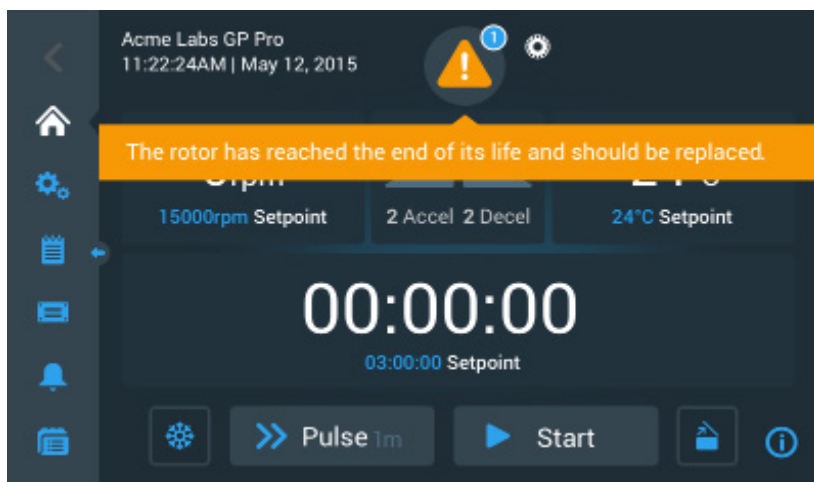 Acme Labs GP Pro
11:22:24AM | May 12, 2015
1
The rotor has reached the end of its life and should be replaced.
rpm
15000rpm Setpoint
2 Accel 2 Decel
24°C Setpoint
00:00:00
03:00:00 Setpoint
Pulse 1m
Start